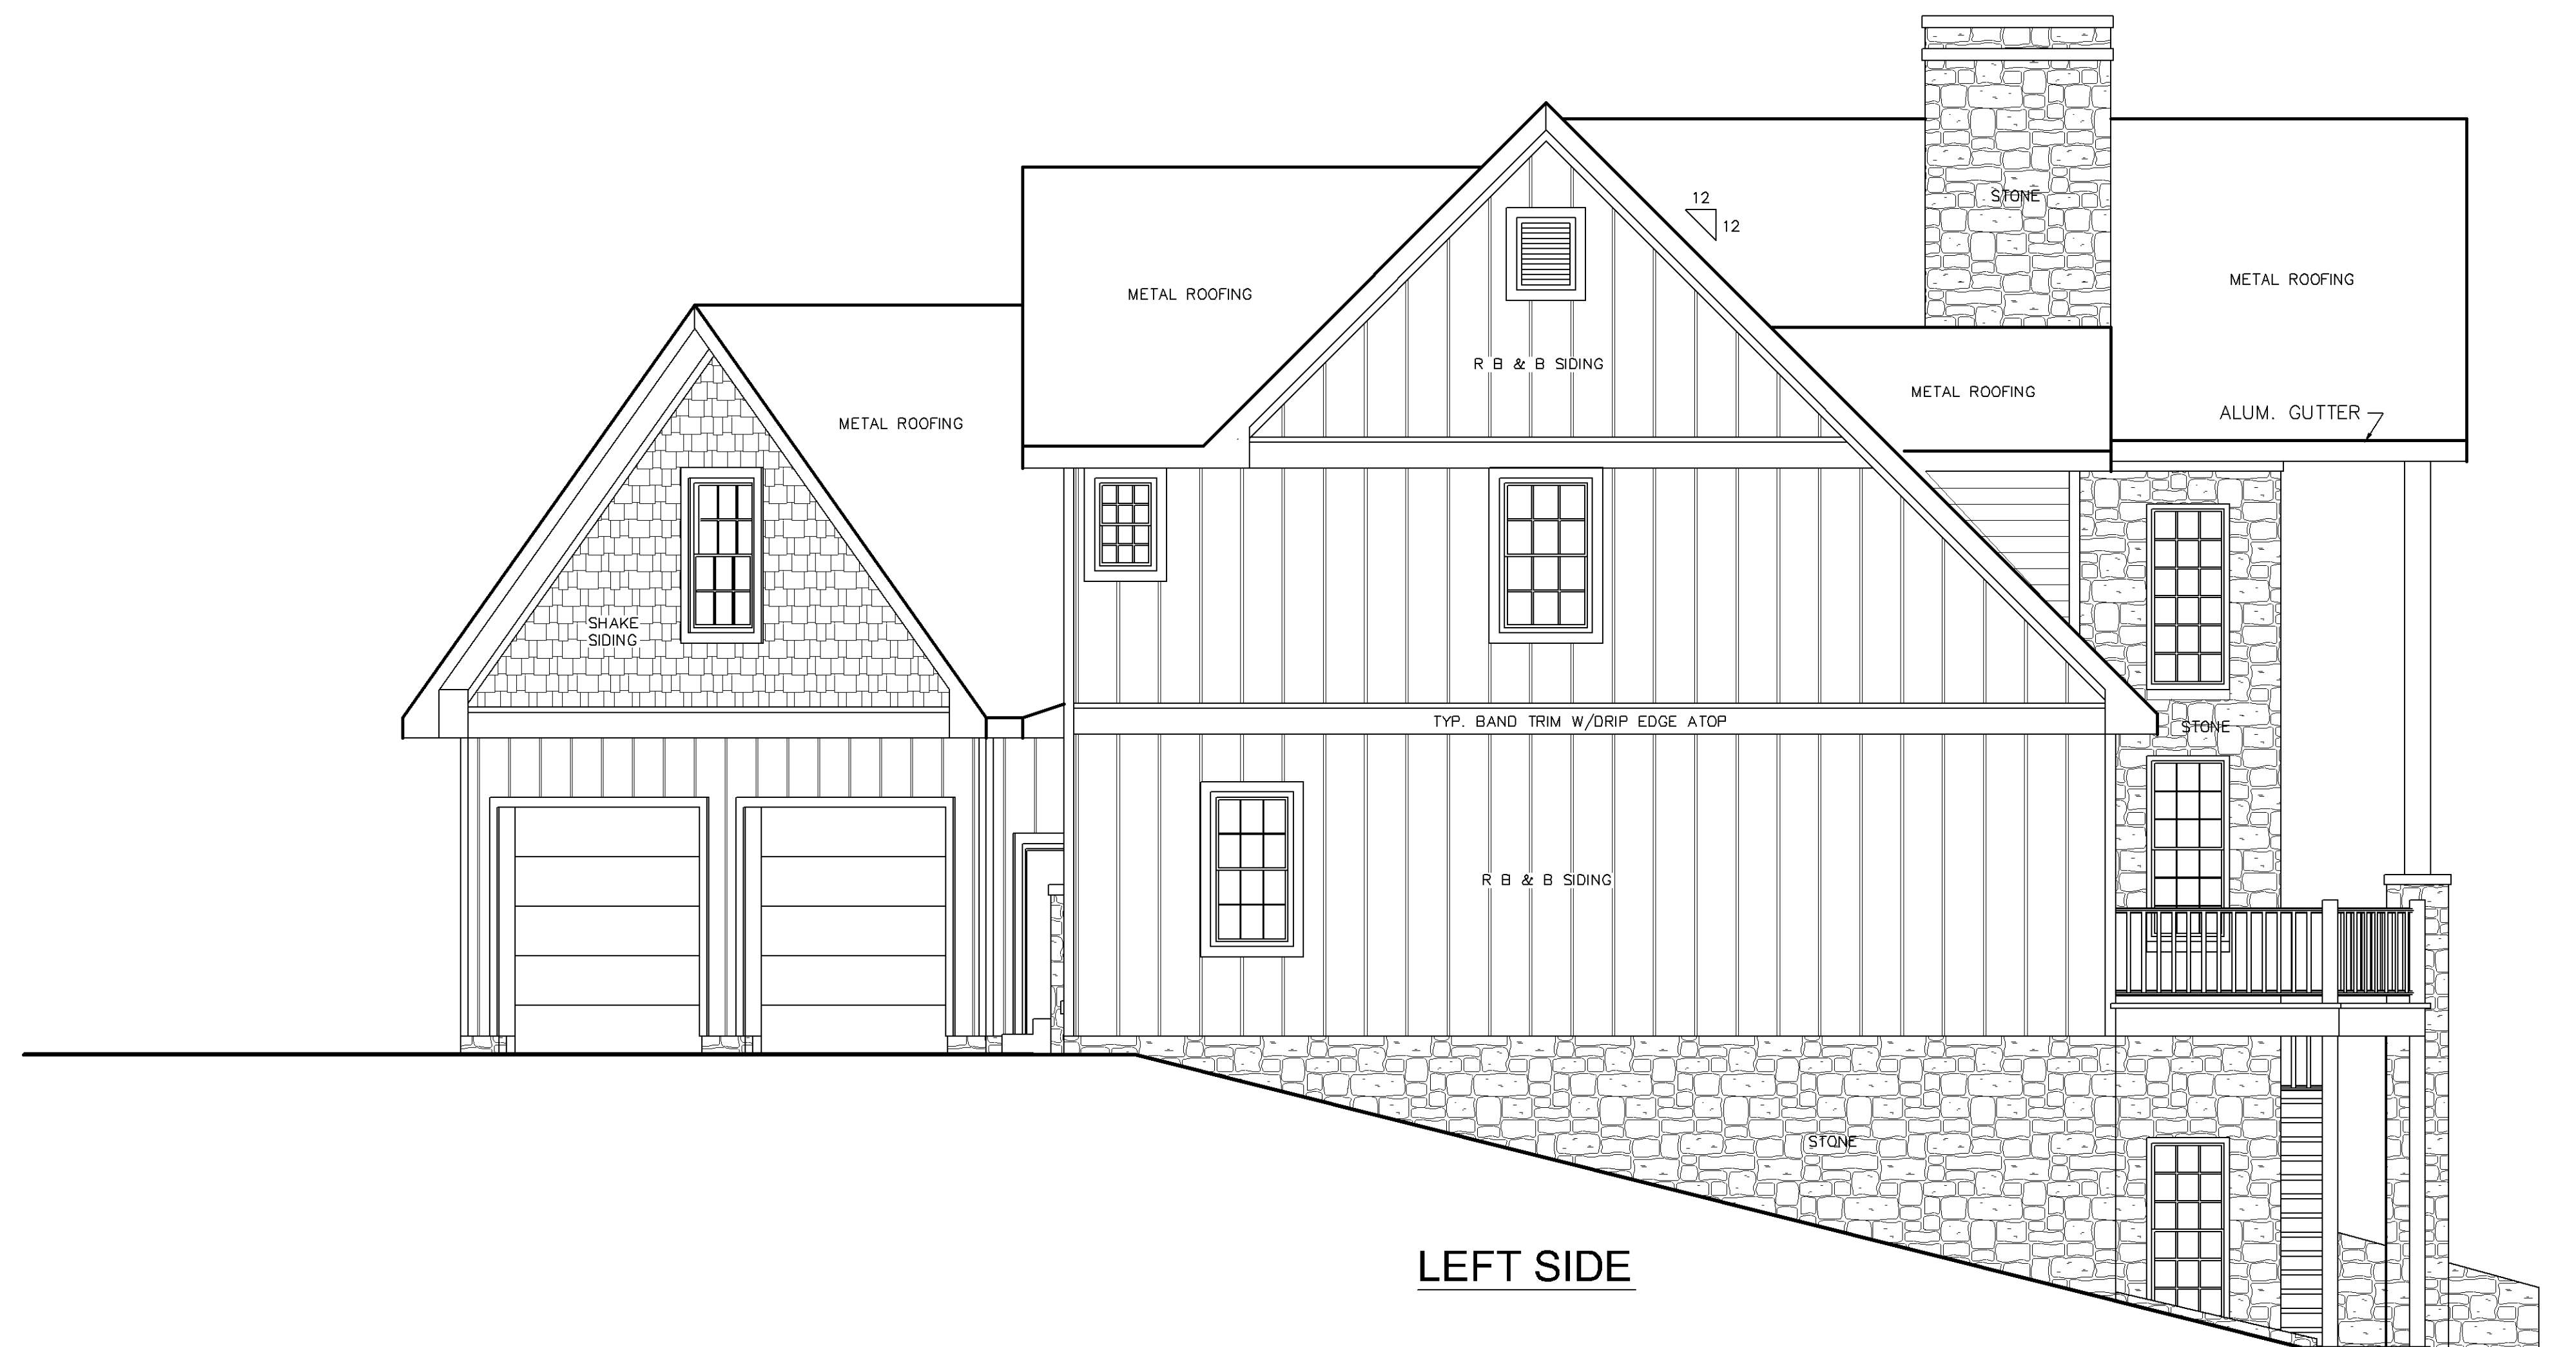 12
STONE
12
METAL ROOFING
METAL ROOFING
R B & B SIDING
METAL ROOFING
ALUM. GUTTER
METAL ROOFING
SHAKE
SIDING
TYP. BAND TRIM W/DRIP EDGE ATOP
STONE
R B & B SIDING
STONE
LEFT SIDE